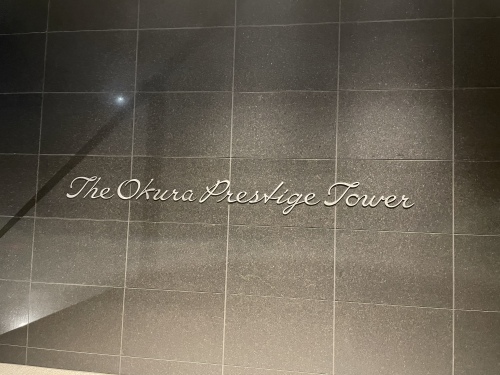 The Okura Prestige Tower